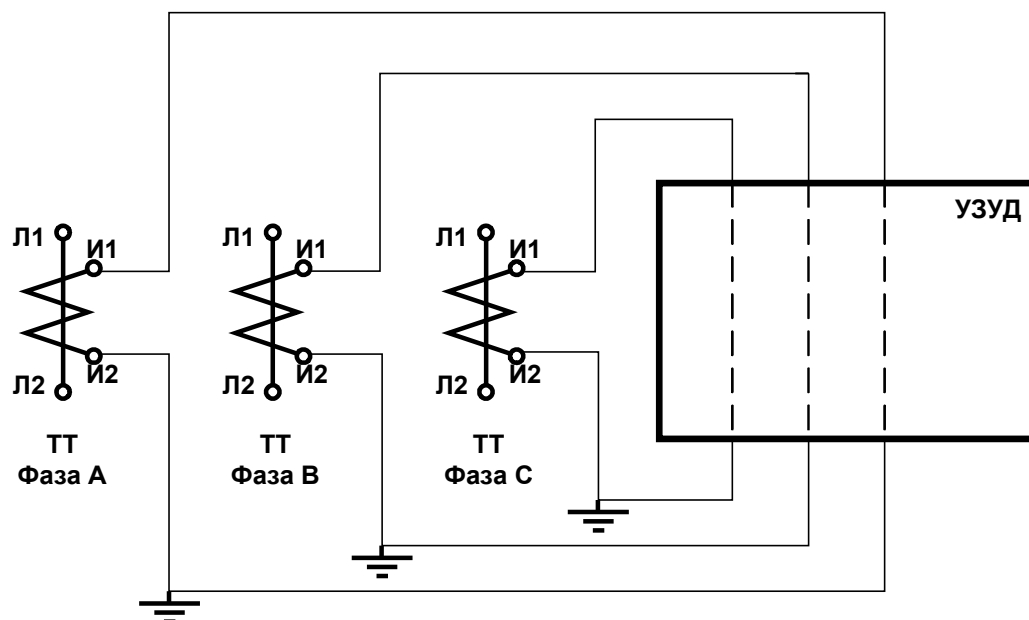 УЗУД
Л1
И1
И2
Л2
ТТ
Фаза А
Л1
И1
И2
Л2
ТТ
Фаза В
Л1
И1
И2
Л2
ТТ
Фаза С